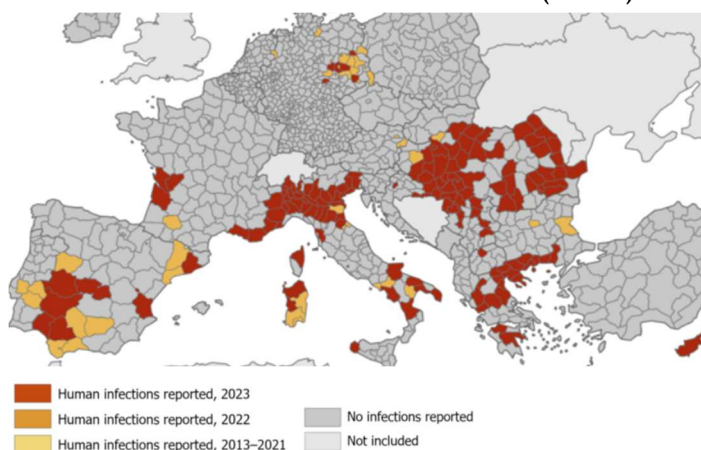 Human infections reported, 2023
Human infections reported, 2022
Human infections reported, 2013–2021
No infections reported
Not included